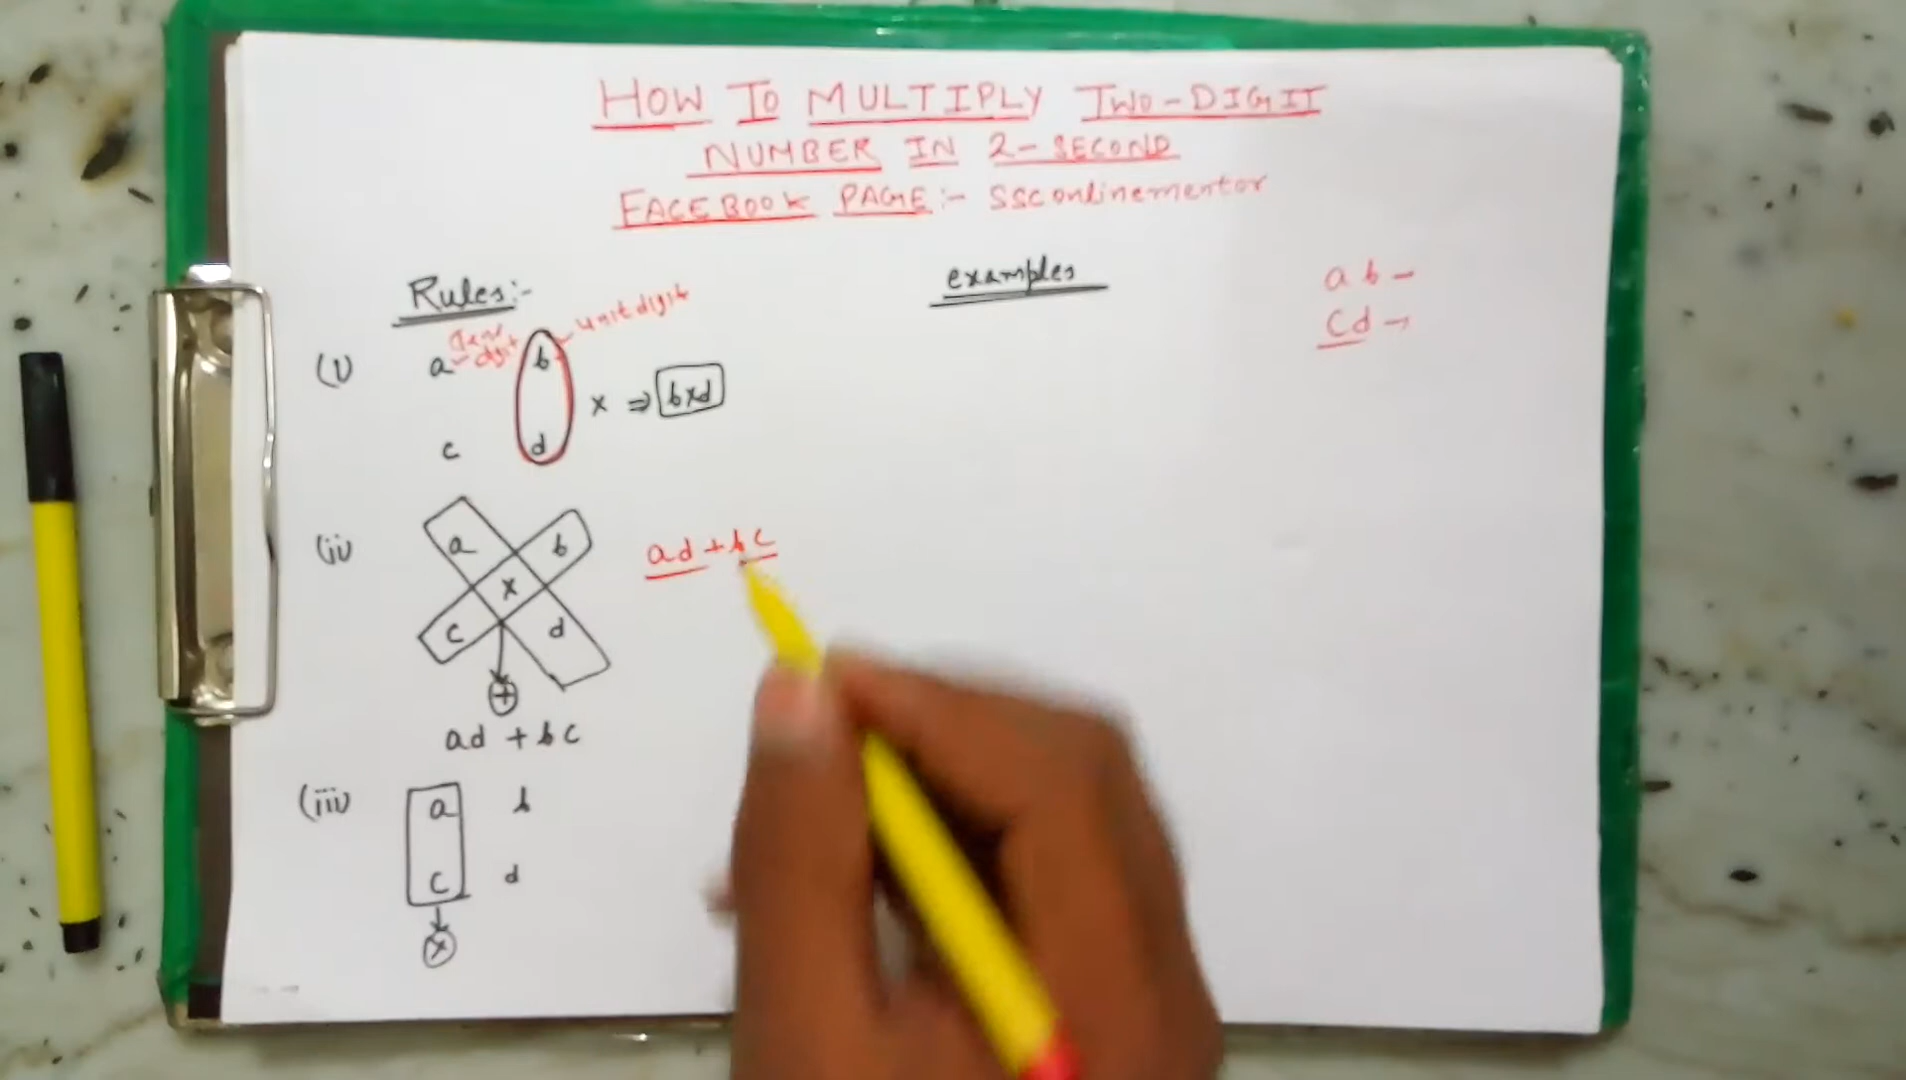 HOW TO MULTIPLY TWO-DIGIT
NUMBER IN 2-SECOND
FACEBOOK PAGE:- SSConlinementor
Rules:-
examples
a b -
cd →
(i) a b
unit digit
digit
x ⇒ bxd
c d
(ii) a b
x
c d
+
ad + bc
ad + bc
(iii) a b
c d
x